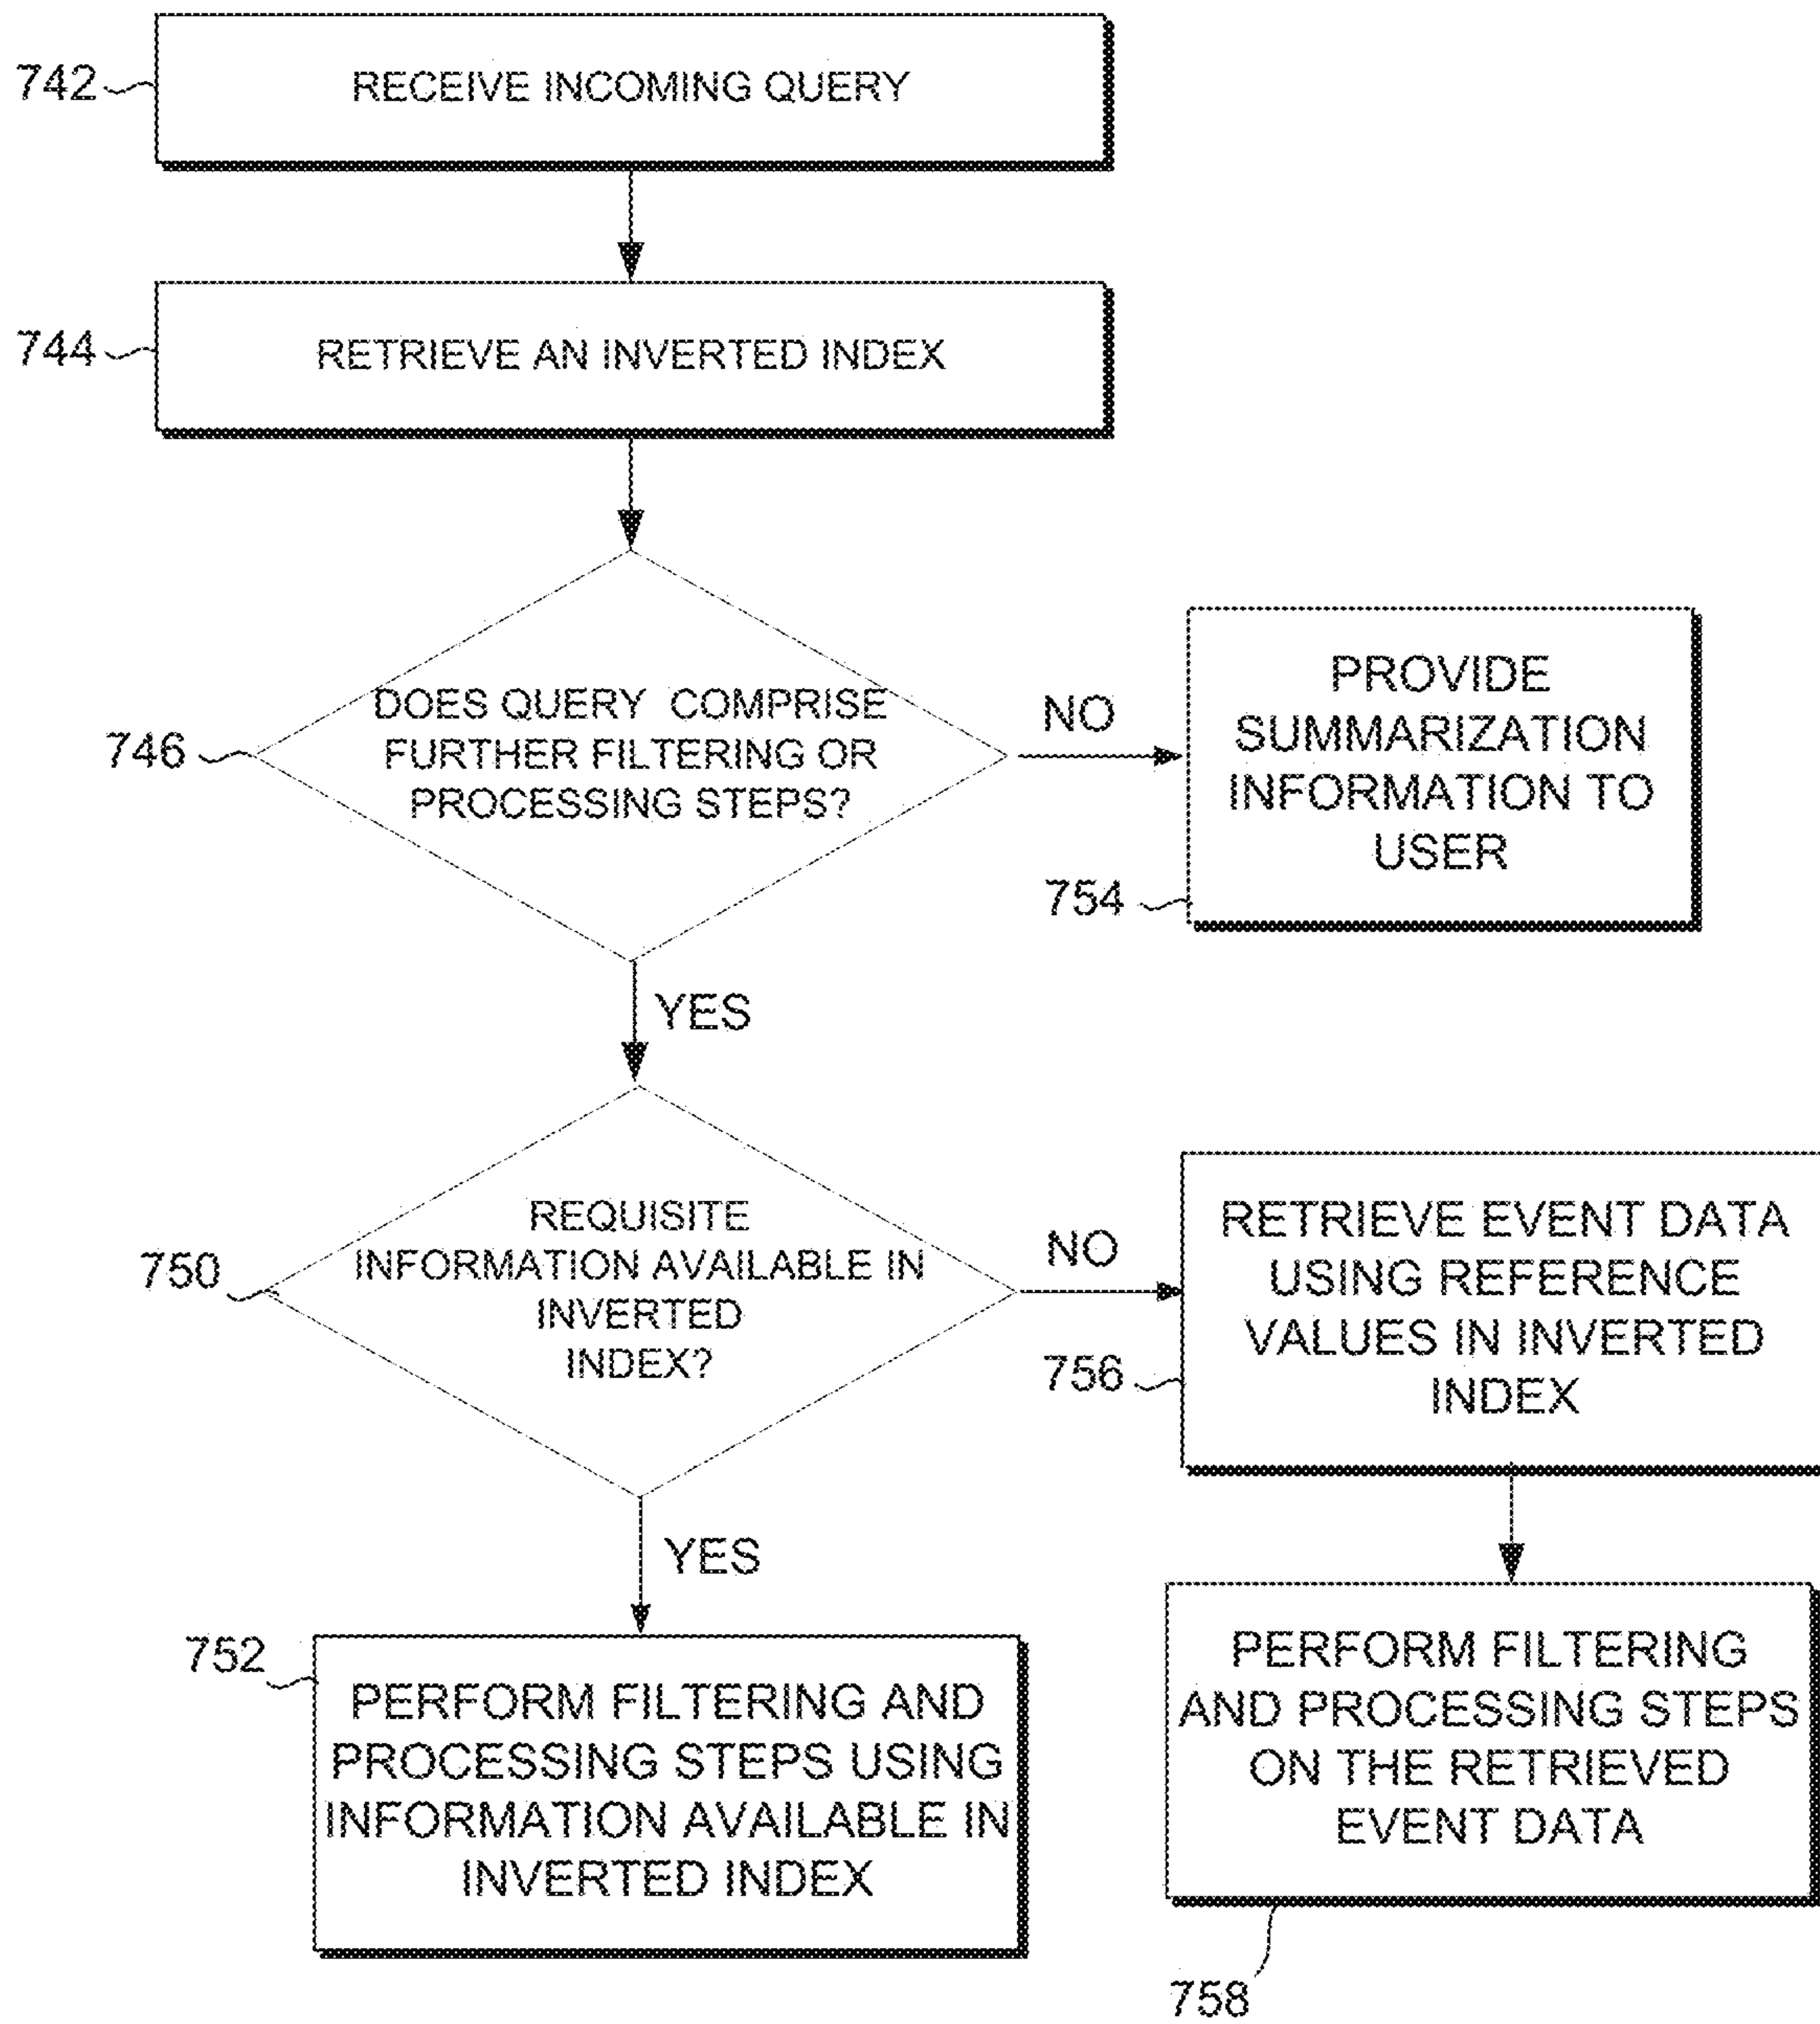 742
RECEIVE INCOMING QUERY
744
RETRIEVE AN INVERTED INDEX
746
DOES QUERY COMPRISE
FURTHER FILTERING OR
PROCESSING STEPS?
NO
PROVIDE
SUMMARIZATION
INFORMATION TO
USER
754
YES
750
REQUISITE
INFORMATION AVAILABLE IN
INVERTED
INDEX?
NO
RETRIEVE EVENT DATA
USING REFERENCE
VALUES IN INVERTED
INDEX
756
YES
752
PERFORM FILTERING AND
PROCESSING STEPS USING
INFORMATION AVAILABLE IN
INVERTED INDEX
PERFORM FILTERING
AND PROCESSING STEPS
ON THE RETRIEVED
EVENT DATA
758